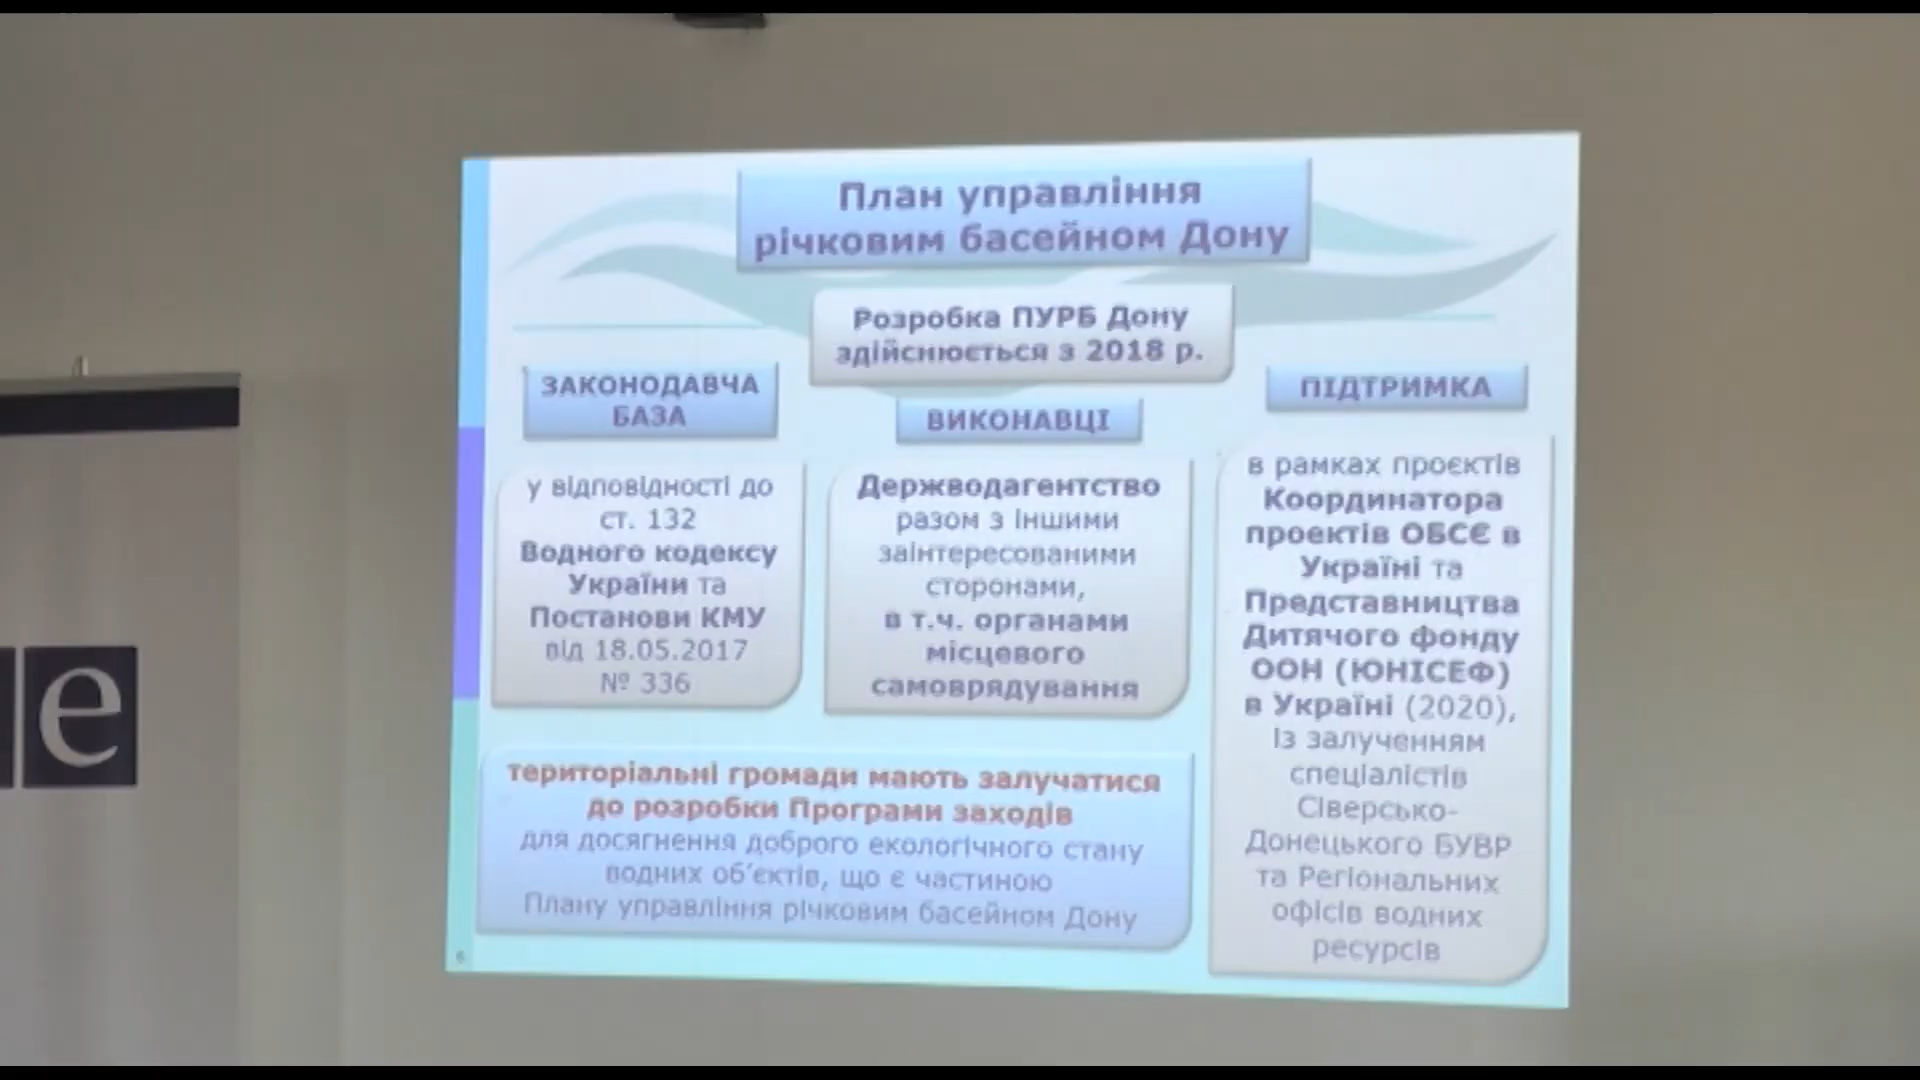 План управління
річковим басейном Дону
Розробка ПУРБ Дону
здійснюється з 2018 р.
ЗАКОНОДАВЧА
БАЗА
у відповідності до
ст. 132
Водного кодексу
України та
Постанови КМУ
від 18.05.2017
№ 336
ВИКОНАВЦІ
Держводагентство
разом з іншими
заінтересованими
сторонами,
в т.ч. органами
місцевого
самоврядування
ПІДТРИМКА
в рамках проєктів
Координатора
проектів ОБСЄ в
Україні та
Представництва
Дитячого фонду
ООН (ЮНІСЕФ)
в Україні (2020),
із залученням
спеціалістів
Сіверсько-
Донецького БУВР
та Регіональних
офісів водних
ресурсів
територіальні громади мають залучатися
до розробки Програми заходів
для досягнення доброго екологічного стану
водних об’єктів, що є частиною
Плану управління річковим басейном Дону
6
e